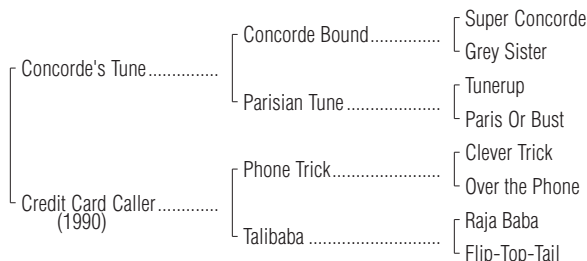 Super Concorde
Concorde Bound...............
Grey Sister
Concorde's Tune..............
Tunerup
Parisian Tune .................
Paris Or Bust
Clever Trick
Phone Trick....................
Over the Phone
Credit Card Caller............
(1990)
Raja Baba
Talibaba ........................
Flip-Top-Tail